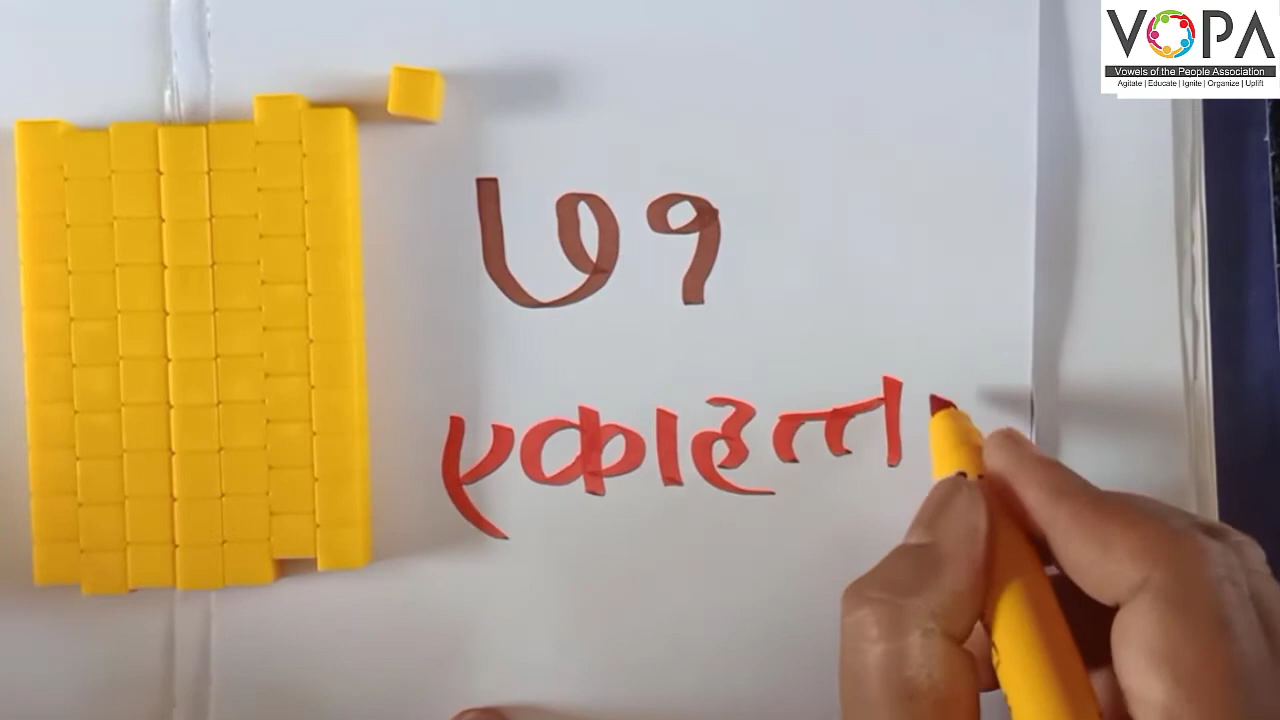 VOPA
Vowels of the People Association
Agitate | Educate | Ignite | Organize | Uplift
७१
एकाहत्त